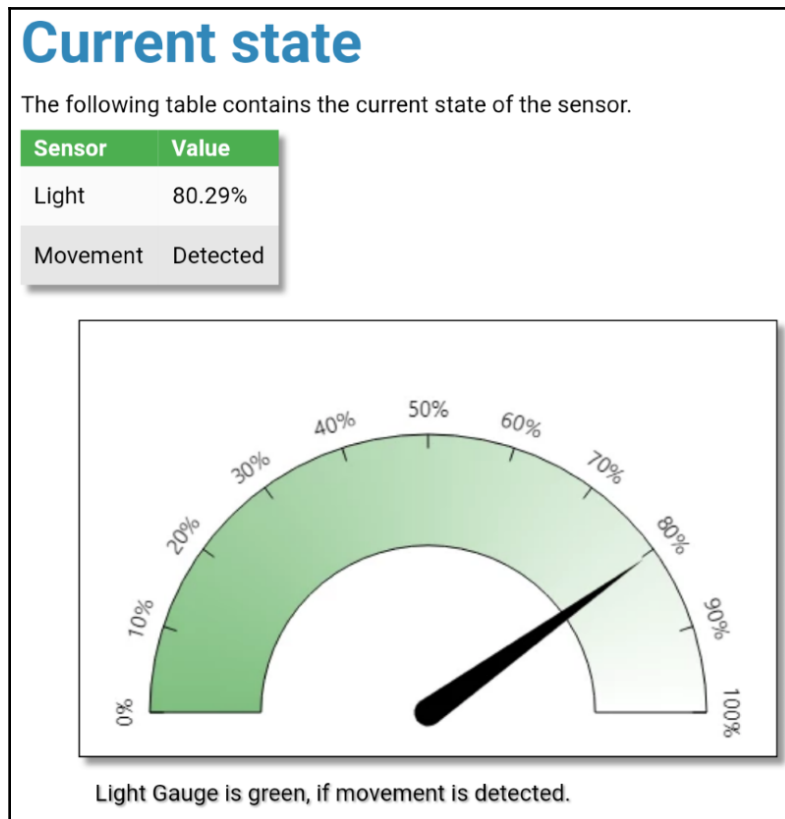 Current state
The following table contains the current state of the sensor.
Sensor Value
Light 80.29%
Movement Detected
0%
10%
20%
30%
40%
50%
60%
70%
80%
90%
100%
Light Gauge is green, if movement is detected.